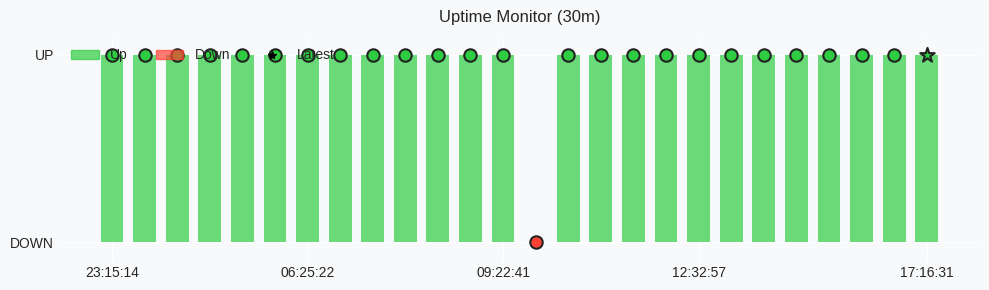 Uptime Monitor (30m)
UP
Up
Down
Latest
DOWN
23:15:14
06:25:22
09:22:41
12:32:57
17:16:31